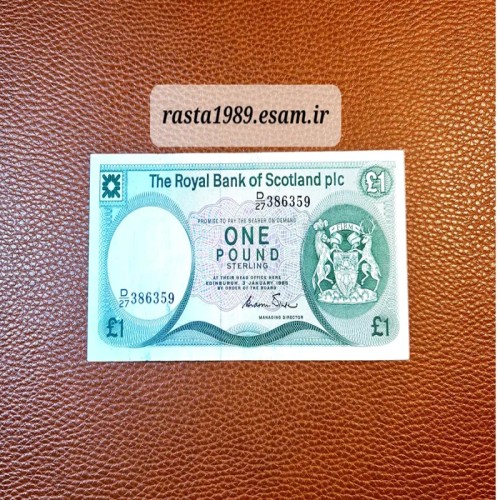 rasta1989.esam.ir
The Royal Bank of Scotland plc
£1
D/27 386359
PROMISE TO PAY THE BEARER ON DEMAND
ONE
POUND
STERLING
AT THEIR HEAD OFFICE HERE
EDINBURGH, 3 JANUARY 1985
BY ORDER OF THE BOARD
D/27 386359
MANAGING DIRECTOR
£1
£1